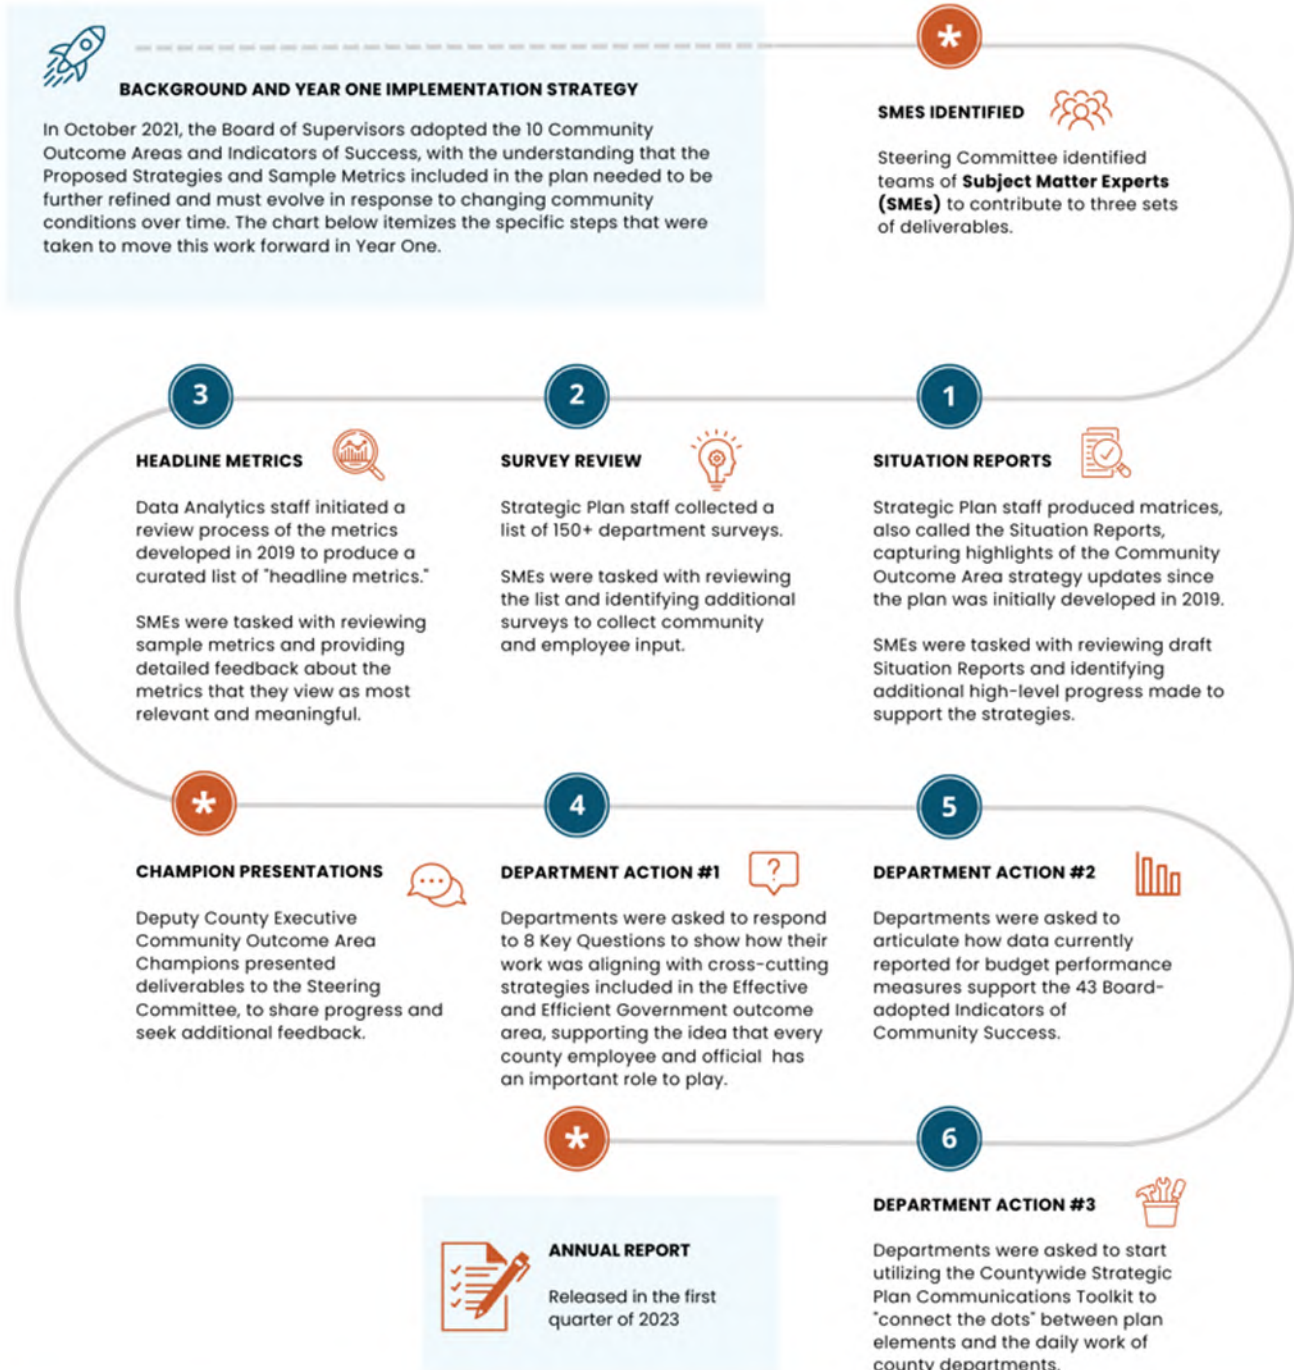 BACKGROUND AND YEAR ONE IMPLEMENTATION STRATEGY
In October 2021, the Board of Supervisors adopted the 10 Community
Outcome Areas and Indicators of Success, with the understanding that the
Proposed Strategies and Sample Metrics included in the plan needed to be
further refined and must evolve in response to changing community
conditions over time. The chart below itemizes the specific steps that were
taken to move this work forward in Year One.
*
SMES IDENTIFIED
Steering Committee identified
teams of Subject Matter Experts
(SMEs) to contribute to three sets
of deliverables.
1
SITUATION REPORTS
Strategic Plan staff produced matrices,
also called the Situation Reports,
capturing highlights of the Community
Outcome Area strategy updates since
the plan was initially developed in 2019.
SMEs were tasked with reviewing draft
Situation Reports and identifying
additional high-level progress made to
support the strategies.
2
SURVEY REVIEW
Strategic Plan staff collected a
list of 150+ department surveys.
SMEs were tasked with reviewing
the list and identifying additional
surveys to collect community
and employee input.
3
HEADLINE METRICS
Data Analytics staff initiated a
review process of the metrics
developed in 2019 to produce a
curated list of "headline metrics."
SMEs were tasked with reviewing
sample metrics and providing
detailed feedback about the
metrics that they view as most
relevant and meaningful.
*
CHAMPION PRESENTATIONS
Deputy County Executive
Community Outcome Area
Champions presented
deliverables to the Steering
Committee, to share progress and
seek additional feedback.
4
DEPARTMENT ACTION #1
?
Departments were asked to respond
to 8 Key Questions to show how their
work was aligning with cross-cutting
strategies included in the Effective
and Efficient Government outcome
area, supporting the idea that every
county employee and official has
an important role to play.
5
DEPARTMENT ACTION #2
Departments were asked to
articulate how data currently
reported for budget performance
measures support the 43 Board-
adopted Indicators of
Community Success.
6
DEPARTMENT ACTION #3
Departments were asked to start
utilizing the Countywide Strategic
Plan Communications Toolkit to
"connect the dots" between plan
elements and the daily work of
county departments.
*
ANNUAL REPORT
Released in the first
quarter of 2023